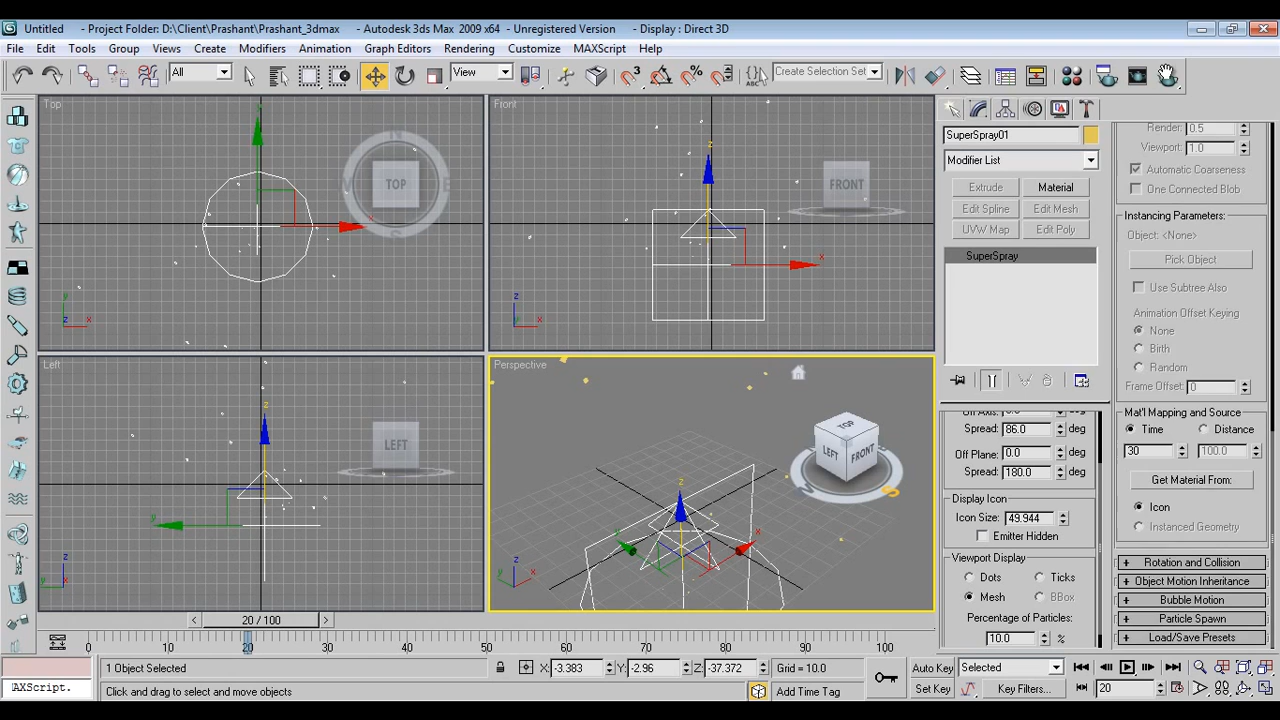 Untitled - Project Folder: D:\Client\Prashant\Prashant_3dmax - Autodesk 3ds Max 2009 x64 - Unregistered Version - Display : Direct 3D
File Edit Tools Group Views Create Modifiers Animation Graph Editors Rendering Customize MAXScript Help
All View Create Selection Set
Top
TOP
N
E
S
W
y
x
z
Front
FRONT
z
x
Left
LEFT
z
y
Perspective
TOP
LEFT
FRONT
S
z
x
y
20 / 100
0 10 20 30 40 50 60 70 80 90 100
SuperSpray01
Modifier List
Extrude Material
Edit Spline Edit Mesh
UVW Map Edit Poly
SuperSpray
Spread: 86.0 deg
Off Plane: 0.0 deg
Spread: 180.0 deg
Display Icon
Icon Size: 49.944
Emitter Hidden
Viewport Display
Dots Ticks
Mesh BBox
Percentage of Particles:
10.0 %
Render: 0.5
Viewport: 1.0
Automatic Coarseness
One Connected Blob
Instancing Parameters:
Object: <None>
Pick Object
Use Subtree Also
Animation Offset Keying
None
Birth
Random
Frame Offset: 0
Mat'l Mapping and Source
Time Distance
30 100.0
Get Material From:
Icon
Instanced Geometry
+ Rotation and Collision
+ Object Motion Inheritance
+ Bubble Motion
+ Particle Spawn
+ Load/Save Presets
1 Object Selected X: -3.383 Y: -2.96 Z: -37.372 Grid = 10.0 Auto Key Selected
AXScript. Click and drag to select and move objects Add Time Tag Set Key Key Filters... 20